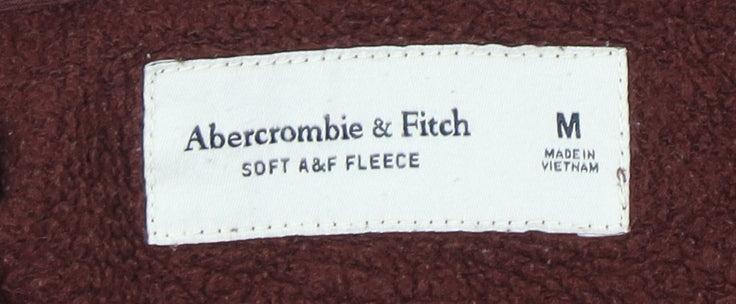 Abercrombie & Fitch
SOFT A&F FLEECE
M
MADE IN
VIETNAM